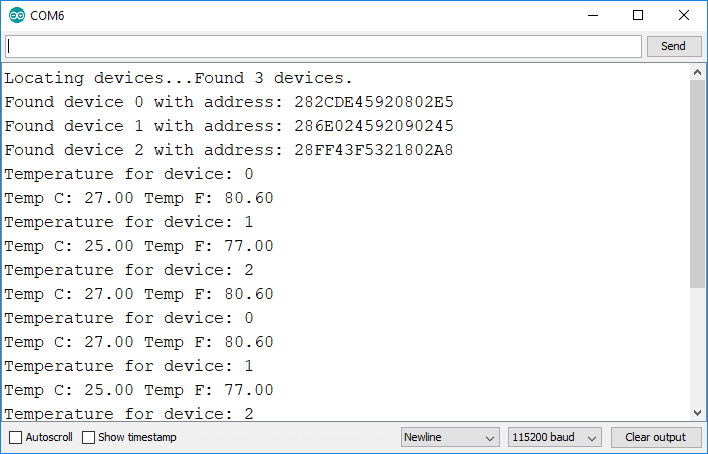 COM6
Send
Locating devices...Found 3 devices.
Found device 0 with address: 282CDE45920802E5
Found device 1 with address: 286E024592090245
Found device 2 with address: 28FF43F5321802A8
Temperature for device: 0
Temp C: 27.00 Temp F: 80.60
Temperature for device: 1
Temp C: 25.00 Temp F: 77.00
Temperature for device: 2
Temp C: 27.00 Temp F: 80.60
Temperature for device: 0
Temp C: 27.00 Temp F: 80.60
Temperature for device: 1
Temp C: 25.00 Temp F: 77.00
Temperature for device: 2
Autoscroll Show timestamp Newline 115200 baud Clear output